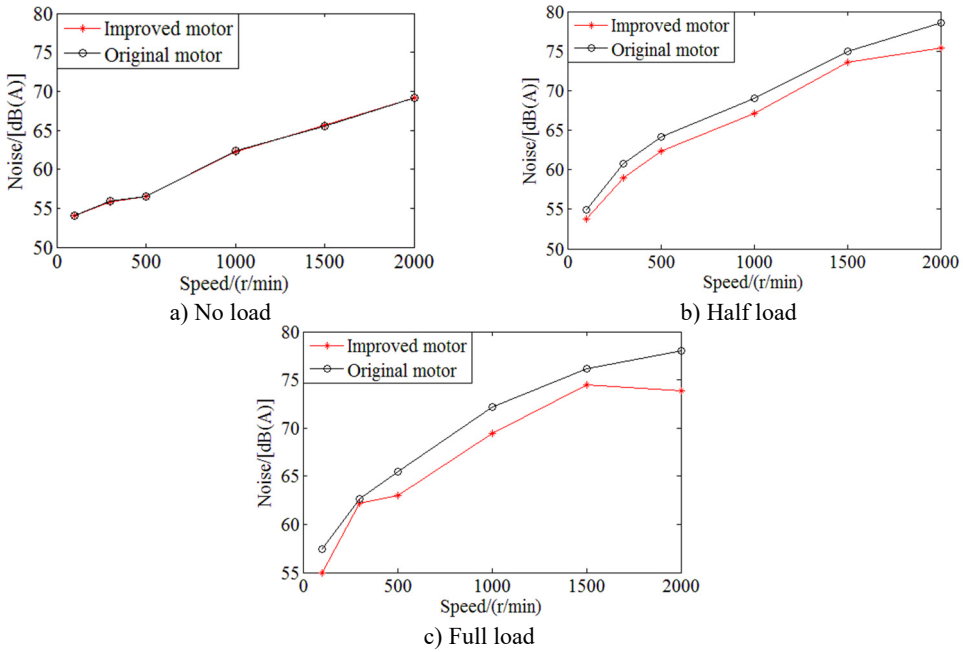 80
75
70
65
60
55
50
Noise/[dB(A)]
Improved motor
Original motor
0 500 1000 1500 2000
Speed/(r/min)
a) No load
80
75
70
65
60
55
50
Noise/[dB(A)]
Improved motor
Original motor
0 500 1000 1500 2000
Speed/(r/min)
b) Half load
80
75
70
65
60
55
Noise/[dB(A)]
Improved motor
Original motor
0 500 1000 1500 2000
Speed/(r/min)
c) Full load